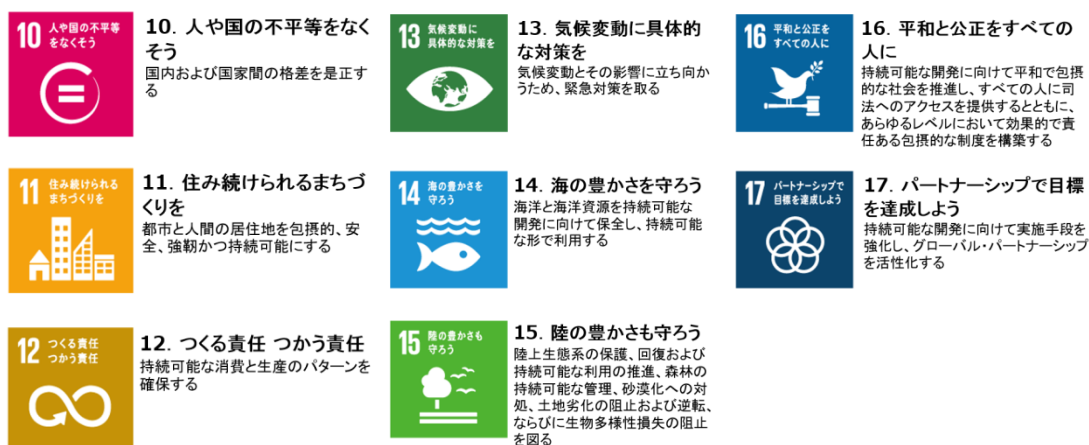 10 人や国の不平等
をなくそう
10. 人や国の不平等をなく
そう
国内および国家間の格差を是正す
る
11 住み続けられる
まちづくりを
11. 住み続けられるまちづ
くりを
都市と人間の居住地を包摂的、安
全、強靭かつ持続可能にする
12 つくる責任
つかう責任
12. つくる責任 つかう責任
持続可能な消費と生産のパターンを
確保する
13 気候変動に
具体的な対策を
13. 気候変動に具体的
な対策を
気候変動とその影響に立ち向か
うため、緊急対策を取る
14 海の豊かさを
守ろう
14. 海の豊かさを守ろう
海洋と海洋資源を持続可能な
開発に向けて保全し、持続可能
な形で利用する
15 陸の豊かさも
守ろう
15. 陸の豊かさも守ろう
陸上生態系の保護、回復および
持続可能な利用の推進、森林の
持続可能な管理、砂漠化への対
処、土地劣化の阻止および逆転、
ならびに生物多様性損失の阻止
を図る
16 平和と公正を
すべての人に
16. 平和と公正をすべての
人に
持続可能な開発に向けて平和で包摂
的な社会を推進し、すべての人に司
法へのアクセスを提供するとともに、
あらゆるレベルにおいて効果的で責
任ある包摂的な制度を構築する
17 パートナーシップで
目標を達成しよう
17. パートナーシップで目標
を達成しよう
持続可能な開発に向けて実施手段を
強化し、グローバル・パートナーシップ
を活性化する